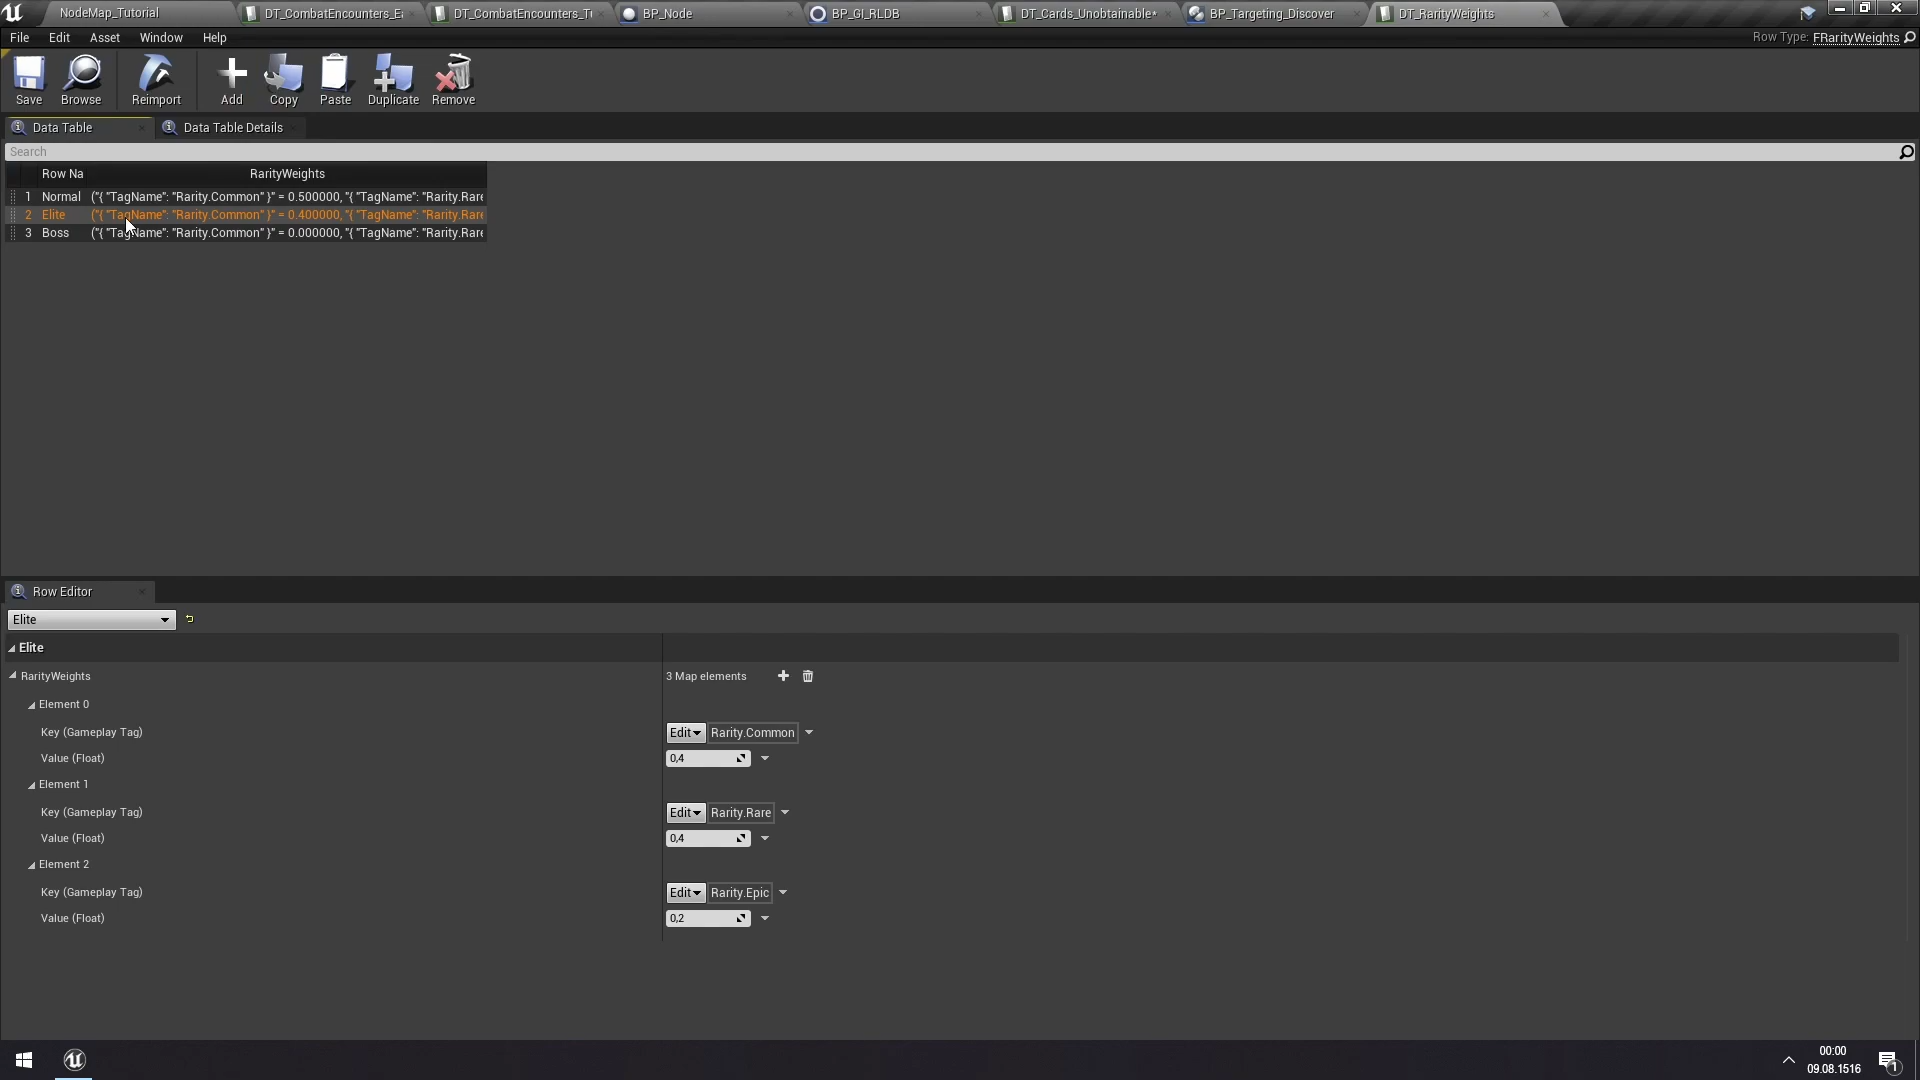 NodeMap_Tutorial DT_CombatEncounters_Ea DT_CombatEncounters_Tu BP_Node BP_GI_RLDB DT_Cards_Unobtainable* BP_Targeting_Discover DT_RarityWeights
File Edit Asset Window Help Row Type: FRarityWeights
Save Browse Reimport Add Copy Paste Duplicate Remove
Data Table Data Table Details
Search
Row Na RarityWeights
1 Normal ("{ "TagName": "Rarity.Common" }" = 0.500000, "{ "TagName": "Rarity.Rare
2 Elite ("{ "TagName": "Rarity.Common" }" = 0.400000, "{ "TagName": "Rarity.Rare
3 Boss ("{ "TagName": "Rarity.Common" }" = 0.000000, "{ "TagName": "Rarity.Rare
Row Editor
Elite
Elite
RarityWeights 3 Map elements
Element 0
Key (Gameplay Tag) Edit Rarity.Common
Value (Float) 0,4
Element 1
Key (Gameplay Tag) Edit Rarity.Rare
Value (Float) 0,4
Element 2
Key (Gameplay Tag) Edit Rarity.Epic
Value (Float) 0,2
00:00
09.08.1516
1